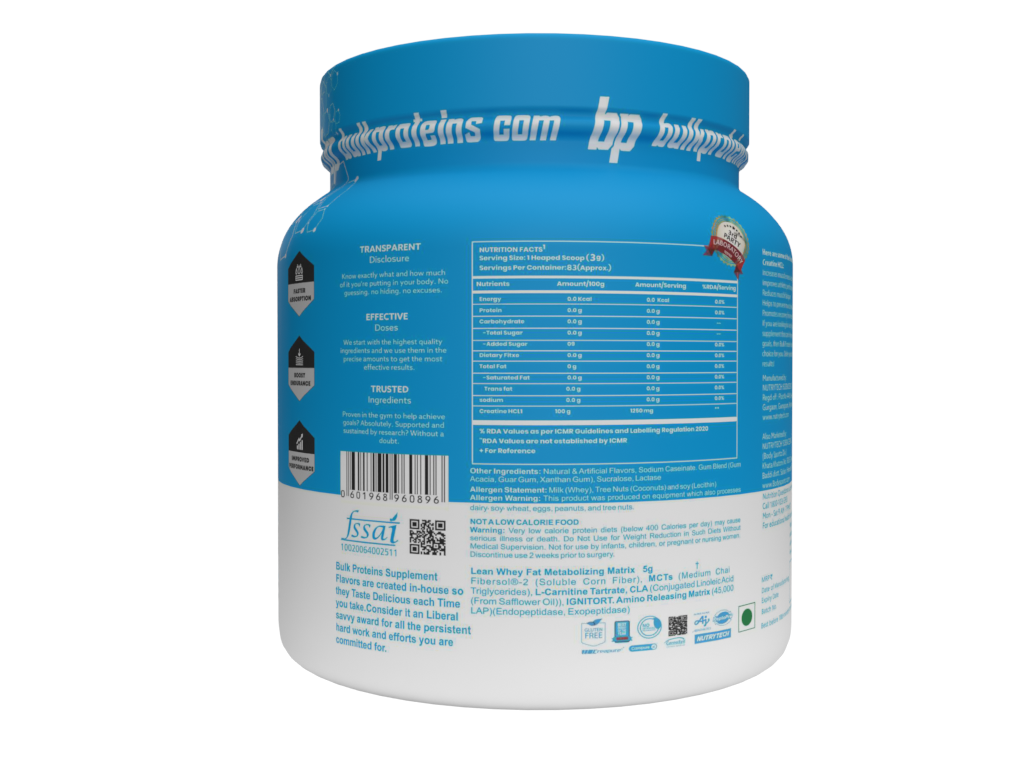 bulkproteins com bp bulkprotein
TRANSPARENT
Disclosure
Know exactly what and how much
of it you're putting in your body. No
guessing, no hiding, no excuses.
EFFECTIVE
Doses
We start with the highest quality
ingredients and we use them in the
precise amounts to get the most
effective results.
TRUSTED
Ingredients
Proven in the gym to help achieve
goals? Absolutely. Supported and
sustained by research? Without a
doubt.
FASTER
ABSORPTION
BOOST
ENDURANCE
IMPROVED
PERFORMANCE
0 601968 960896
fssai
10020064002511
Bulk Proteins Supplement
Flavors are created in-house so
they Taste Delicious each Time
you take.Consider it an Liberal
savvy award for all the persistent
hard work and efforts you are
committed for.
3rd
PARTY
LABORATORY
NUTRITION FACTS‡
Serving Size: 1 Heaped Scoop (3g)
Servings Per Container:83(Approx.)
Nutrients Amount/100g Amount/Serving %RDA/Serving
Energy 0.0 Kcal 0.0 Kcal 0.0%
Protein 0.0 g 0.0 g 0.0%
Carbohydrate 0.0 g 0.0 g --
-Total Sugar 0.0 g 0.0 g --
-Added Sugar 0g 0.0 g 0.0%
Dietary FIbre 0.0 g 0.0 g 0.0%
Total Fat 0 g 0.0 g 0.0%
-Saturated Fat 0.0 g 0.0 g 0.0%
Trans fat 0.0 g 0.0 g 0.0%
sodium 0.0 g 0.0 g 0.0%
Creatine HCL‡ 100 g 1250 mg --
% RDA Values as per ICMR Guidelines and Labelling Regulation 2020
*RDA Values are not established by ICMR
+ For Reference
Other Ingredients: Natural & Artificial Flavors, Sodium Caseinate, Gum Blend (Gum
Acacia, Guar Gum, Xanthan Gum), Sucralose, Lactase
Allergen Statement: Milk (Whey), Tree Nuts (Coconuts) and soy (Lecithin)
Allergen Warning: This product was produced on equipment which also processes
dairy, soy, wheat, eggs, peanuts, and tree nuts.
NOT A LOW CALORIE FOOD
Warning: Very low calorie protein diets (below 400 Calories per day) may cause
serious illness or death. Do Not Use for Weight Reduction in Such Diets Without
Medical Supervision. Not for use by infants, children, or pregnant or nursing women.
Discontinue use 2 weeks prior to surgery.
Lean Whey Fat Metabolizing Matrix 5g †
Fibersol®-2 (Soluble Corn Fiber), MCTs (Medium Chai
Triglycerides), L-Carnitine Tartrate, CLA (Conjugated Linoleic Acid
(From Safflower Oil)), IGNITORT. Amino Releasing Matrix (45,000
LAP)(Endopeptidase, Exopeptidase)
GLUTEN
FREE
NUTRYTECH